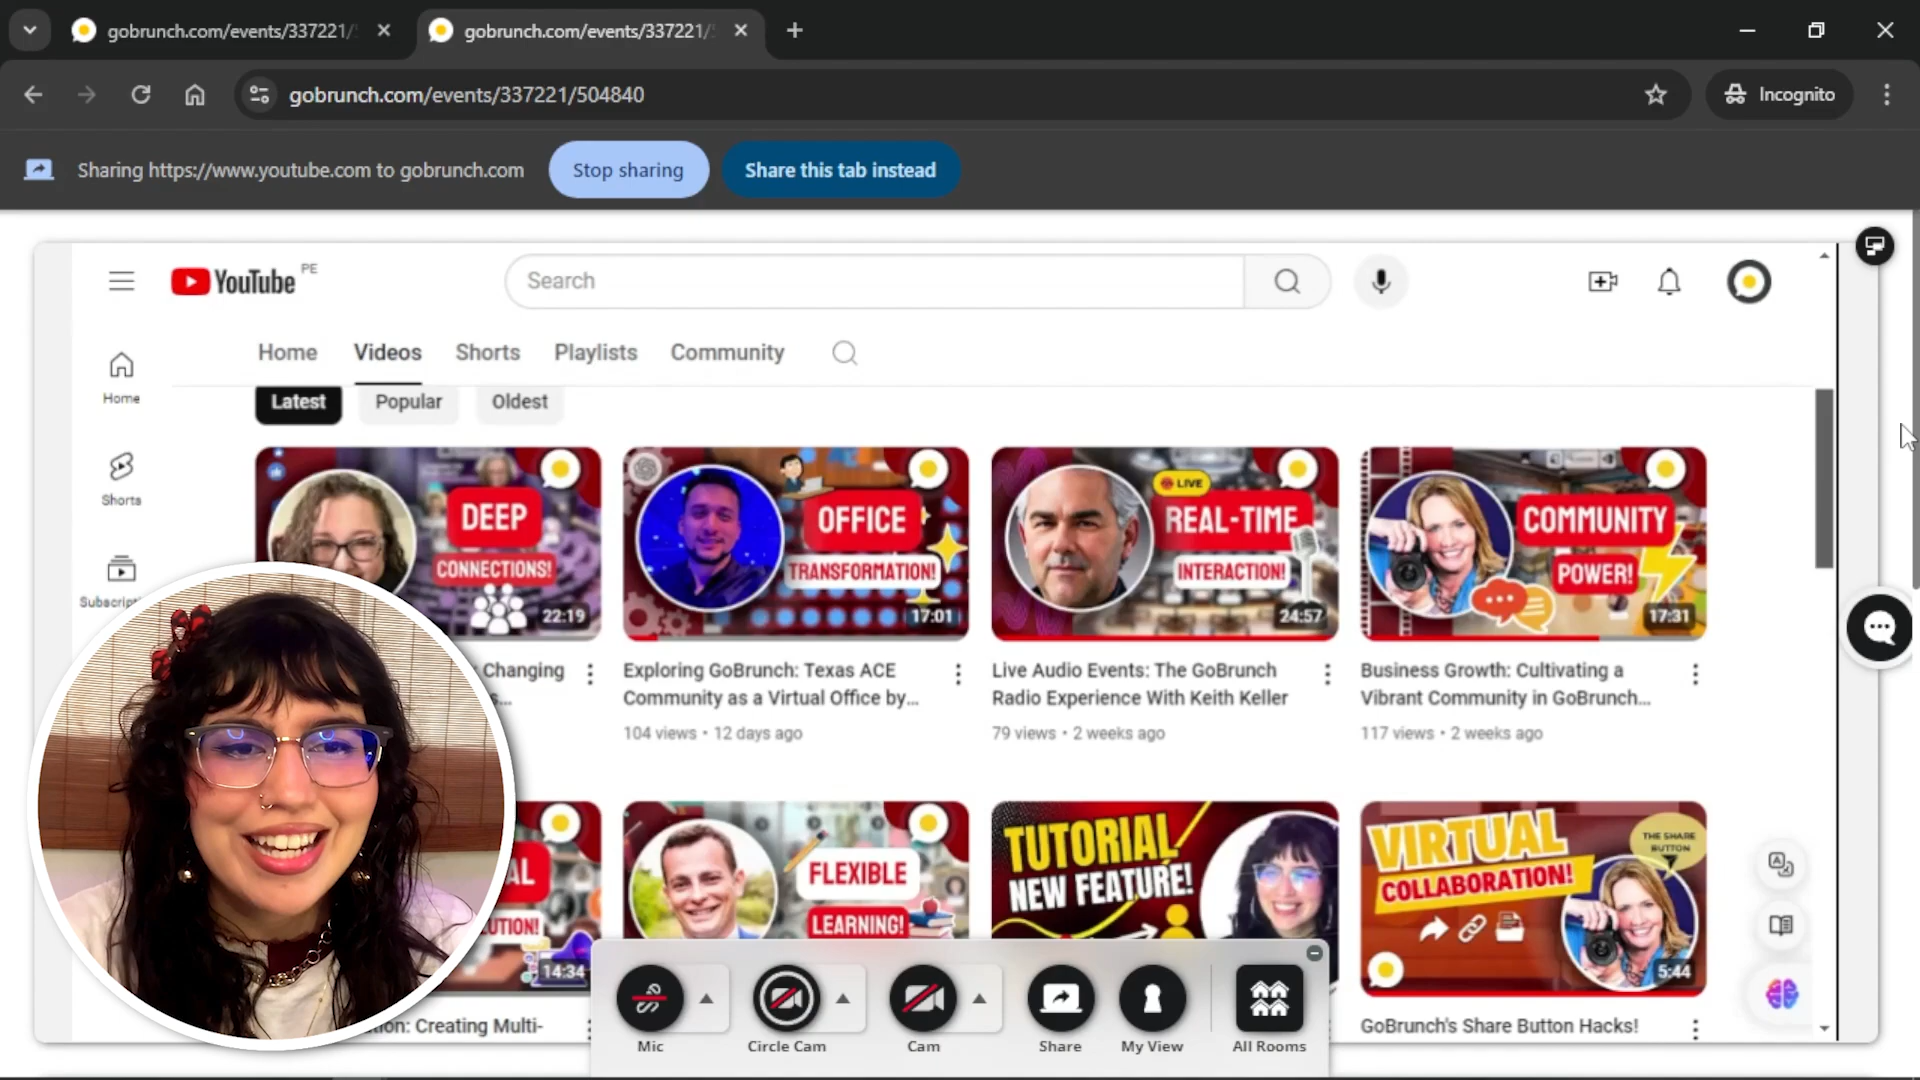 gobrunch.com/events/337221/
gobrunch.com/events/337221/
gobrunch.com/events/337221/504840
Incognito
Sharing https://www.youtube.com to gobrunch.com
Stop sharing
Share this tab instead
YouTube PE
Search
Home Videos Shorts Playlists Community
Home
Latest Popular Oldest
Shorts
DEEP
CONNECTIONS!
22:19
OFFICE
TRANSFORMATION!
17:01
LIVE
REAL-TIME
INTERACTION!
24:57
COMMUNITY
POWER!
17:31
Subscript
Changing
s...
Exploring GoBrunch: Texas ACE
Community as a Virtual Office by...
104 views • 12 days ago
Live Audio Events: The GoBrunch
Radio Experience With Keith Keller
79 views • 2 weeks ago
Business Growth: Cultivating a
Vibrant Community in GoBrunch...
117 views • 2 weeks ago
AL
UTION!
14:34
FLEXIBLE
LEARNING!
TUTORIAL
NEW FEATURE!
VIRTUAL
COLLABORATION!
THE SHARE
BUTTON
5:44
ion: Creating Multi-
GoBrunch's Share Button Hacks!
Mic
Circle Cam
Cam
Share
My View
All Rooms